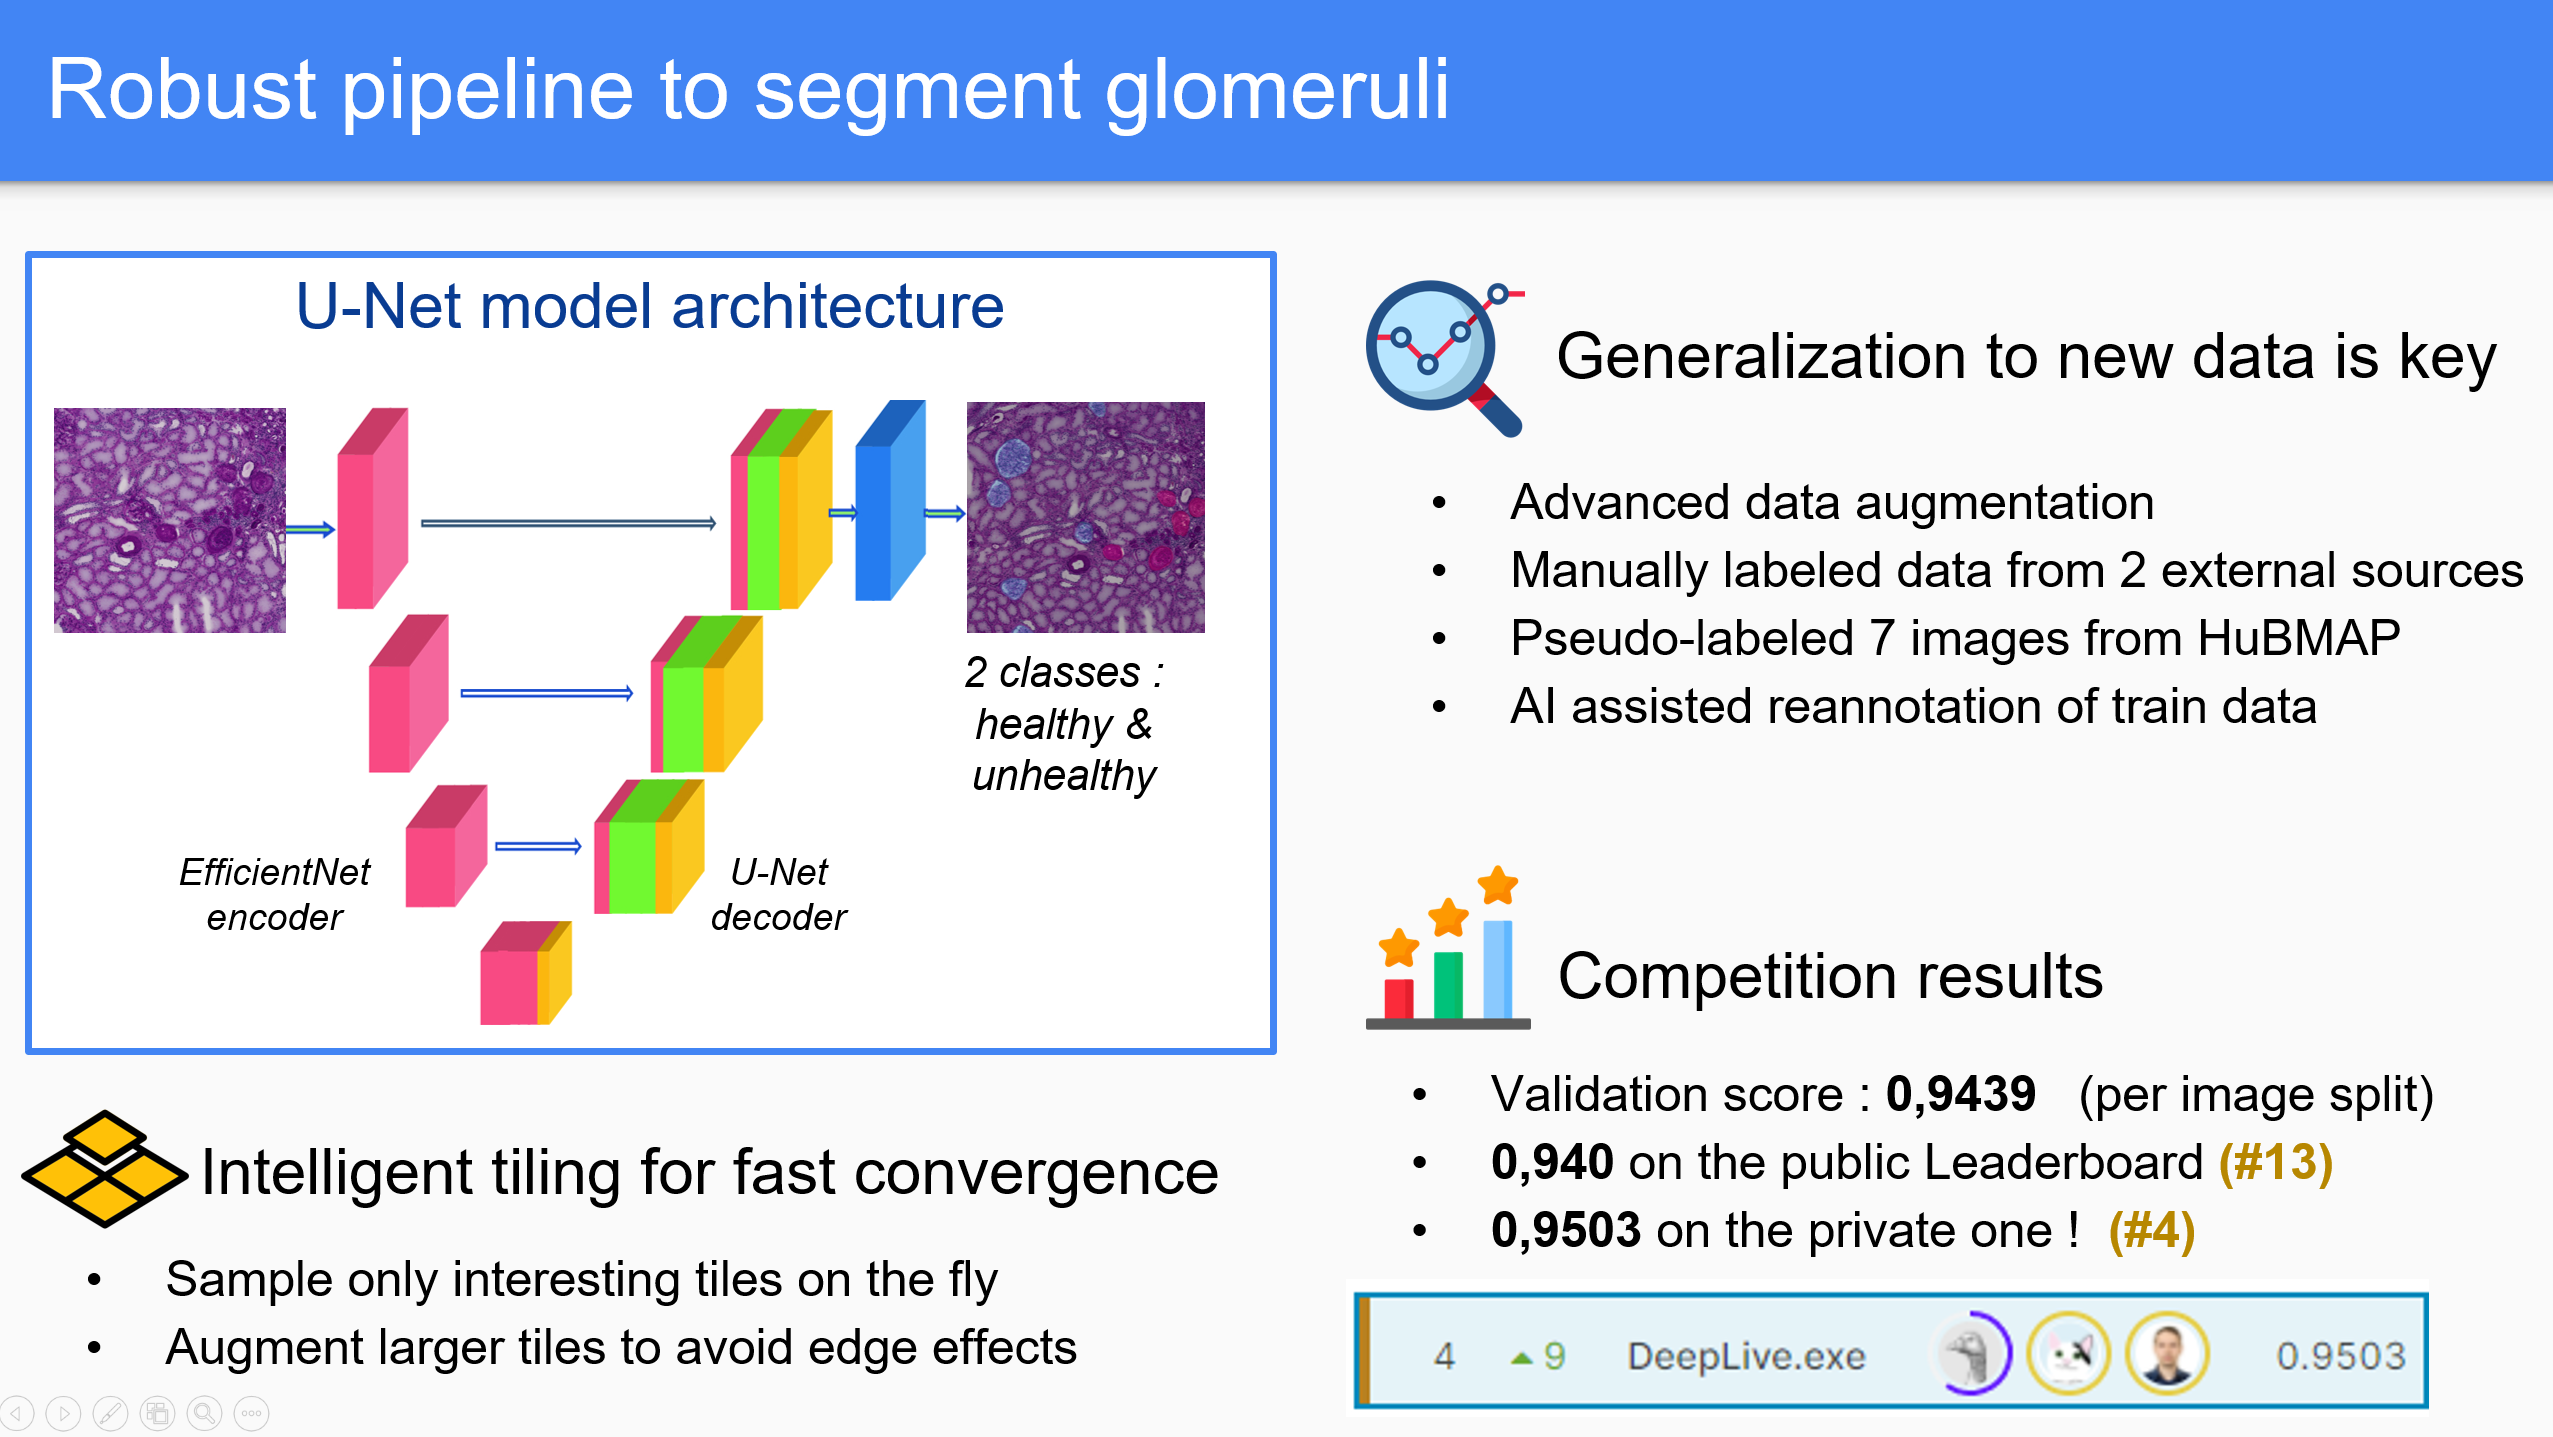 Robust pipeline to segment glomeruli
U-Net model architecture
2 classes :
healthy &
unhealthy
EfficientNet
encoder
U-Net
decoder
Intelligent tiling for fast convergence
• Sample only interesting tiles on the fly
• Augment larger tiles to avoid edge effects
Generalization to new data is key
• Advanced data augmentation
• Manually labeled data from 2 external sources
• Pseudo-labeled 7 images from HuBMAP
• AI assisted reannotation of train data
Competition results
• Validation score : 0,9439 (per image split)
• 0,940 on the public Leaderboard (#13)
• 0,9503 on the private one ! (#4)
4 ▲ 9 DeepLive.exe 0.9503